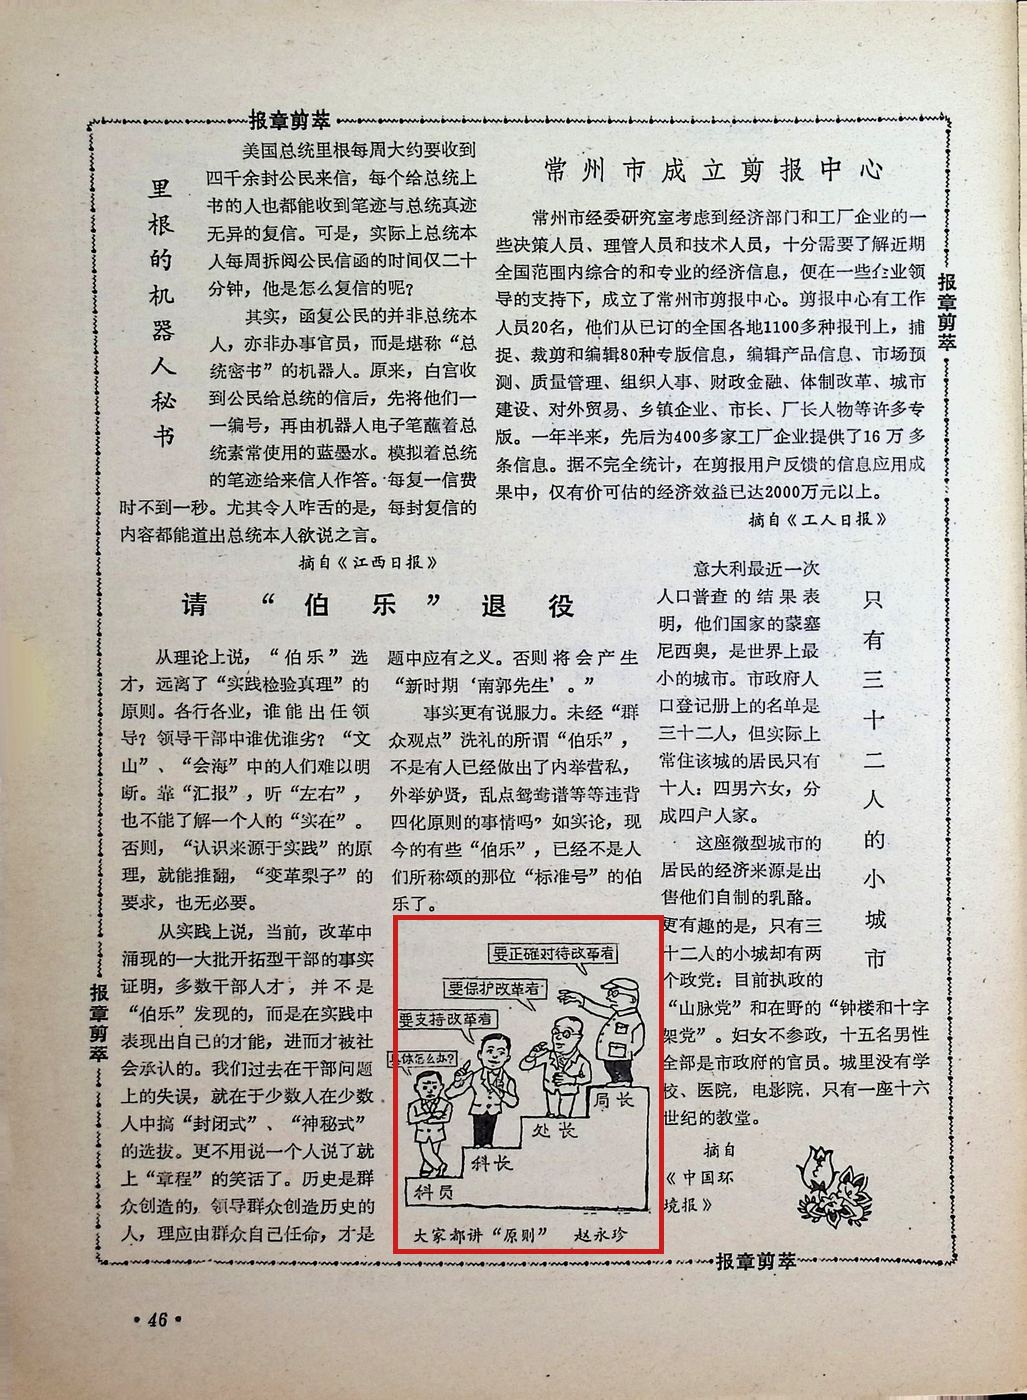 报章剪萃
里根的机器人秘书
美国总统里根每周大约要收到
四千余封公民来信，每个给总统上
书的人也都能收到笔迹与总统真迹
无异的复信。可是，实际上总统本
人每周拆阅公民信函的时间仅二十
分钟，他是怎么复信的呢？
其实，函复公民的并非总统本
人，亦非办事官员，而是堪称“总
统密书”的机器人。原来，白宫收
到公民给总统的信后，先将他们一
一编号，再由机器人电子笔蘸着总
统素常使用的蓝墨水。模拟着总统
的笔迹给来信人作答。每复一信费
时不到一秒。尤其令人咋舌的是，每封复信的
内容都能道出总统本人欲说之言。
摘自《江西日报》
常州市成立剪报中心
常州市经委研究室考虑到经济部门和工厂企业的一
些决策人员、理管人员和技术人员，十分需要了解近期
全国范围内综合的和专业的经济信息，便在一些企业领
导的支持下，成立了常州市剪报中心。剪报中心有工作
人员20名，他们从已订的全国各地1100多种报刊上，捕
捉、裁剪和编辑80种专版信息，编辑产品信息、市场预
测、质量管理、组织人事、财政金融、体制改革、城市
建设、对外贸易、乡镇企业、市长、厂长人物等许多专
版。一年半来，先后为400多家工厂企业提供了16万多
条信息。据不完全统计，在剪报用户反馈的信息应用成
果中，仅有价可估的经济效益已达2000万元以上。
摘自《工人日报》
报章剪萃
请“伯乐”退役
从理论上说，“伯乐”选
才，远离了“实践检验真理”的
原则。各行各业，谁能出任领
导？领导干部中谁优谁劣？“文
山”、“会海”中的人们难以明
断。靠“汇报”，听“左右”，
也不能了解一个人的“实在”。
否则，“认识来源于实践”的原
理，就能推翻，“变革梨子”的
要求，也无必要。
从实践上说，当前，改革中
涌现的一大批开拓型干部的事实
证明，多数干部人才，并不是
“伯乐”发现的，而是在实践中
表现出自己的才能，进而才被社
会承认的。我们过去在干部问题
上的失误，就在于少数人在少数
人中搞“封闭式”、“神秘式”
的选拔。更不用说一个人说了就
上“章程”的笑话了。历史是群
众创造的，领导群众创造历史的
人，理应由群众自己任命，才是
题中应有之义。否则将会产生
“新时期‘南郭先生’。”
事实更有说服力。未经“群
众观点”洗礼的所谓“伯乐”，
不是有人已经做出了内举营私，
外举妒贤，乱点鸳鸯谱等等违背
四化原则的事情吗？如实论，现
今的有些“伯乐”，已经不是人
们所称颂的那位“标准号”的伯
乐了。
要正确对待改革者
要保护改革者
要支持改革者
具体怎么办？
局长
处长
科长
科员
大家都讲“原则” 赵永珍
只有三十二人的小城市
意大利最近一次
人口普查的结果表
明，他们国家的蒙塞
尼西奥，是世界上最
小的城市。市政府人
口登记册上的名单是
三十二人，但实际上
常住该城的居民只有
十人：四男六女，分
成四户人家。
这座微型城市的
居民的经济来源是出
售他们自制的乳酪。
更有趣的是，只有三
十二人的小城却有两
个政党：目前执政的
“山脉党”和在野的“钟楼和十字
架党”。妇女不参政，十五名男性
全部是市政府的官员。城里没有学
校、医院，电影院，只有一座十六
世纪的教堂。
摘自
《中国环
境报》
报章剪萃
报章剪萃
·46·